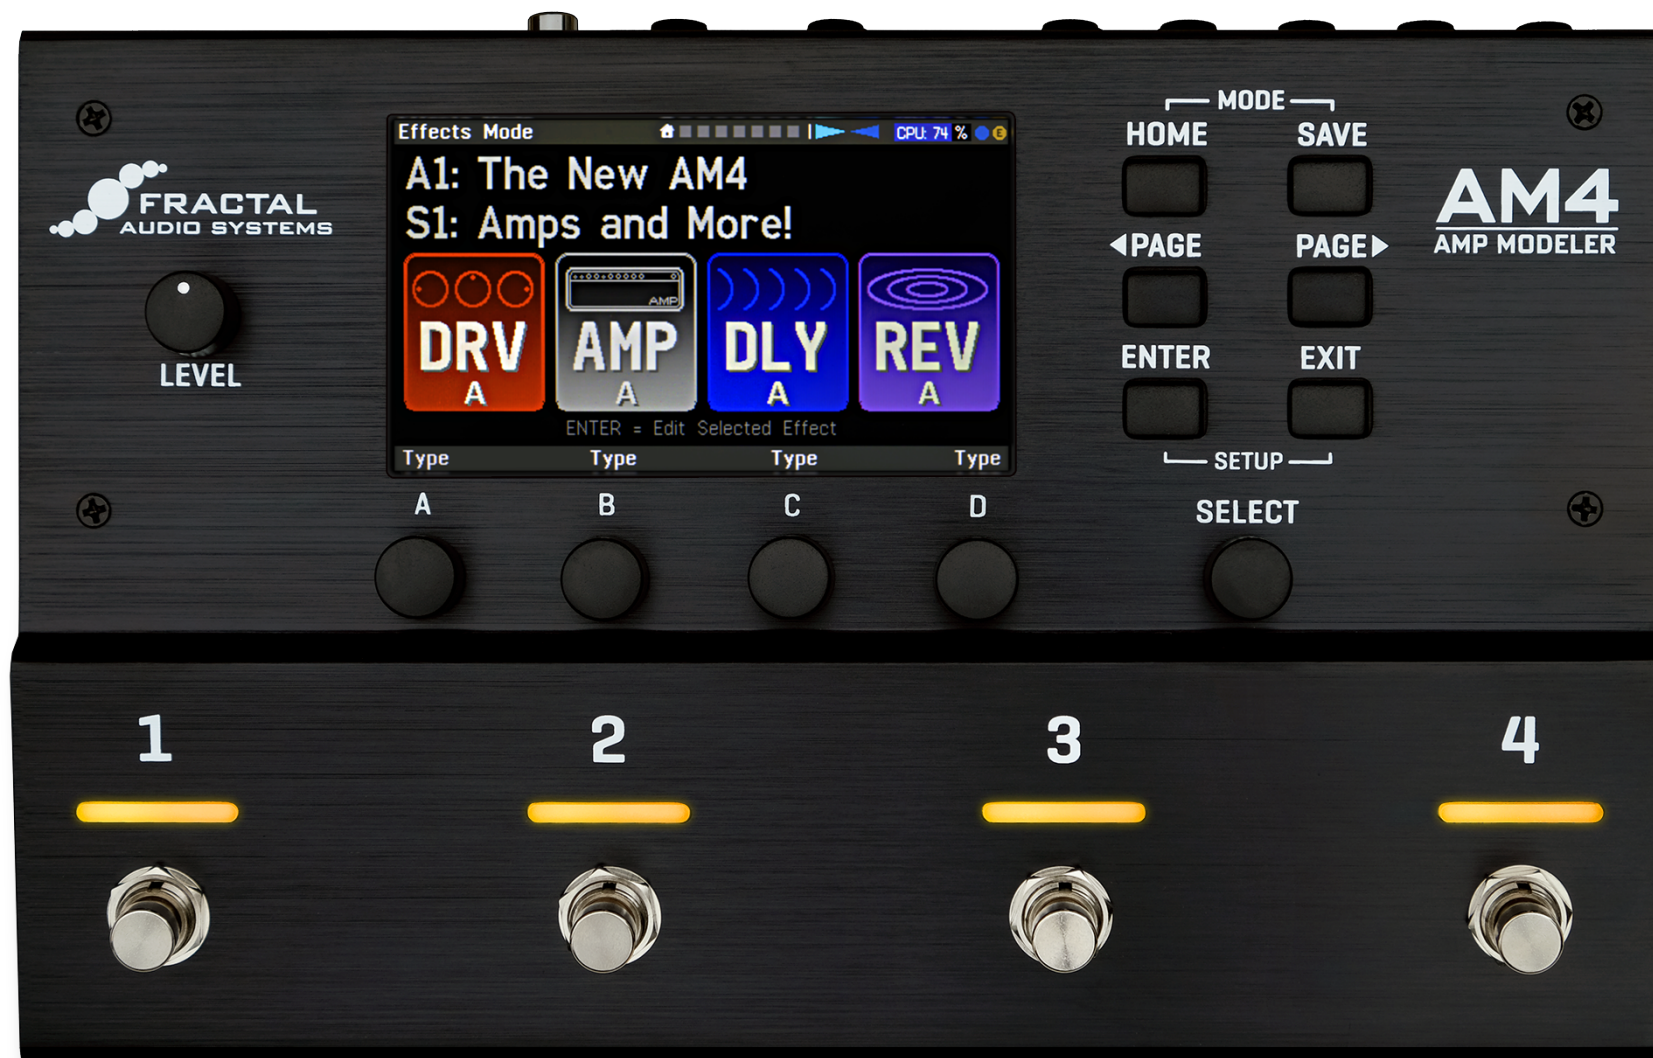 MODE
HOME SAVE
FRACTAL
AUDIO SYSTEMS
LEVEL
Effects Mode CPU: 74 % E
A1: The New AM4
S1: Amps and More!
AMP
DRV AMP DLY REV
A A A A
ENTER = Edit Selected Effect
Type Type Type Type
A B C D
PAGE PAGE
ENTER EXIT
SETUP
SELECT
AM4
AMP MODELER
1 2 3 4